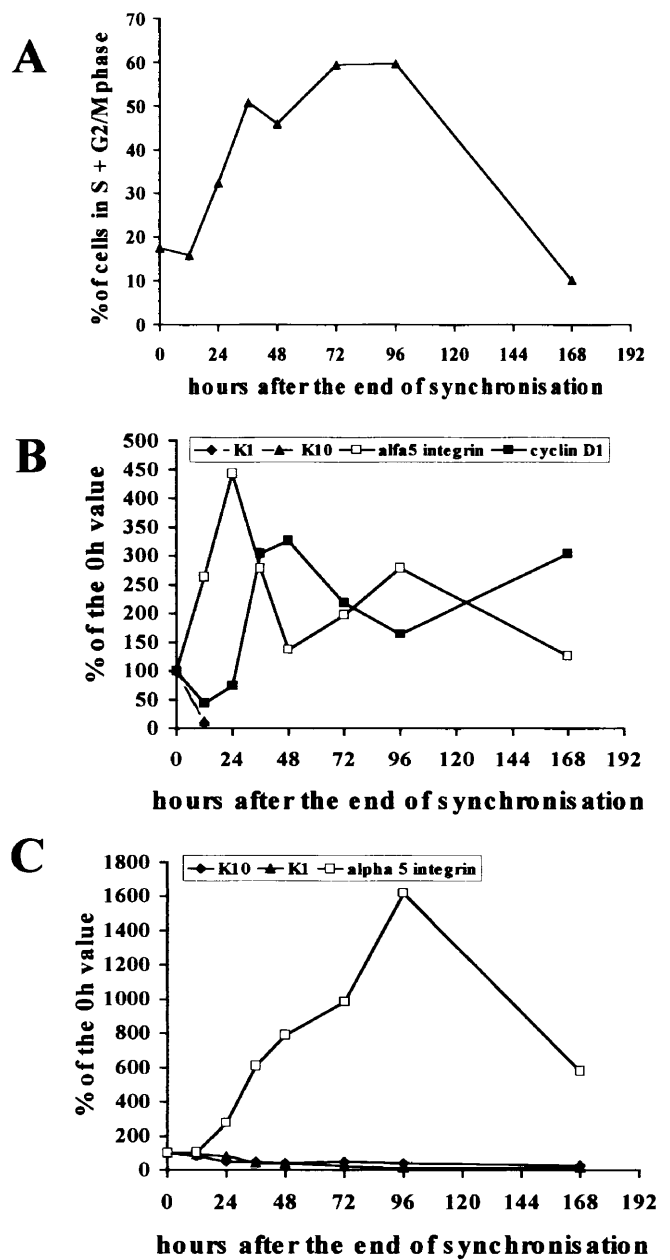 A
70
60
50
40
30
20
10
0
% of cells in S + G2/M phase
0 24 48 72 96 120 144 168 192
hours after the end of synchronisation
B
K1 K10 alfa5 integrin cyclin D1
500
450
400
350
300
250
200
150
100
50
0
% of the 0h value
0 24 48 72 96 120 144 168 192
hours after the end of synchronisation
C
K10 K1 alpha 5 integrin
1800
1600
1400
1200
1000
800
600
400
200
0
% of the 0h value
0 24 48 72 96 120 144 168 192
hours after the end of synchronisation